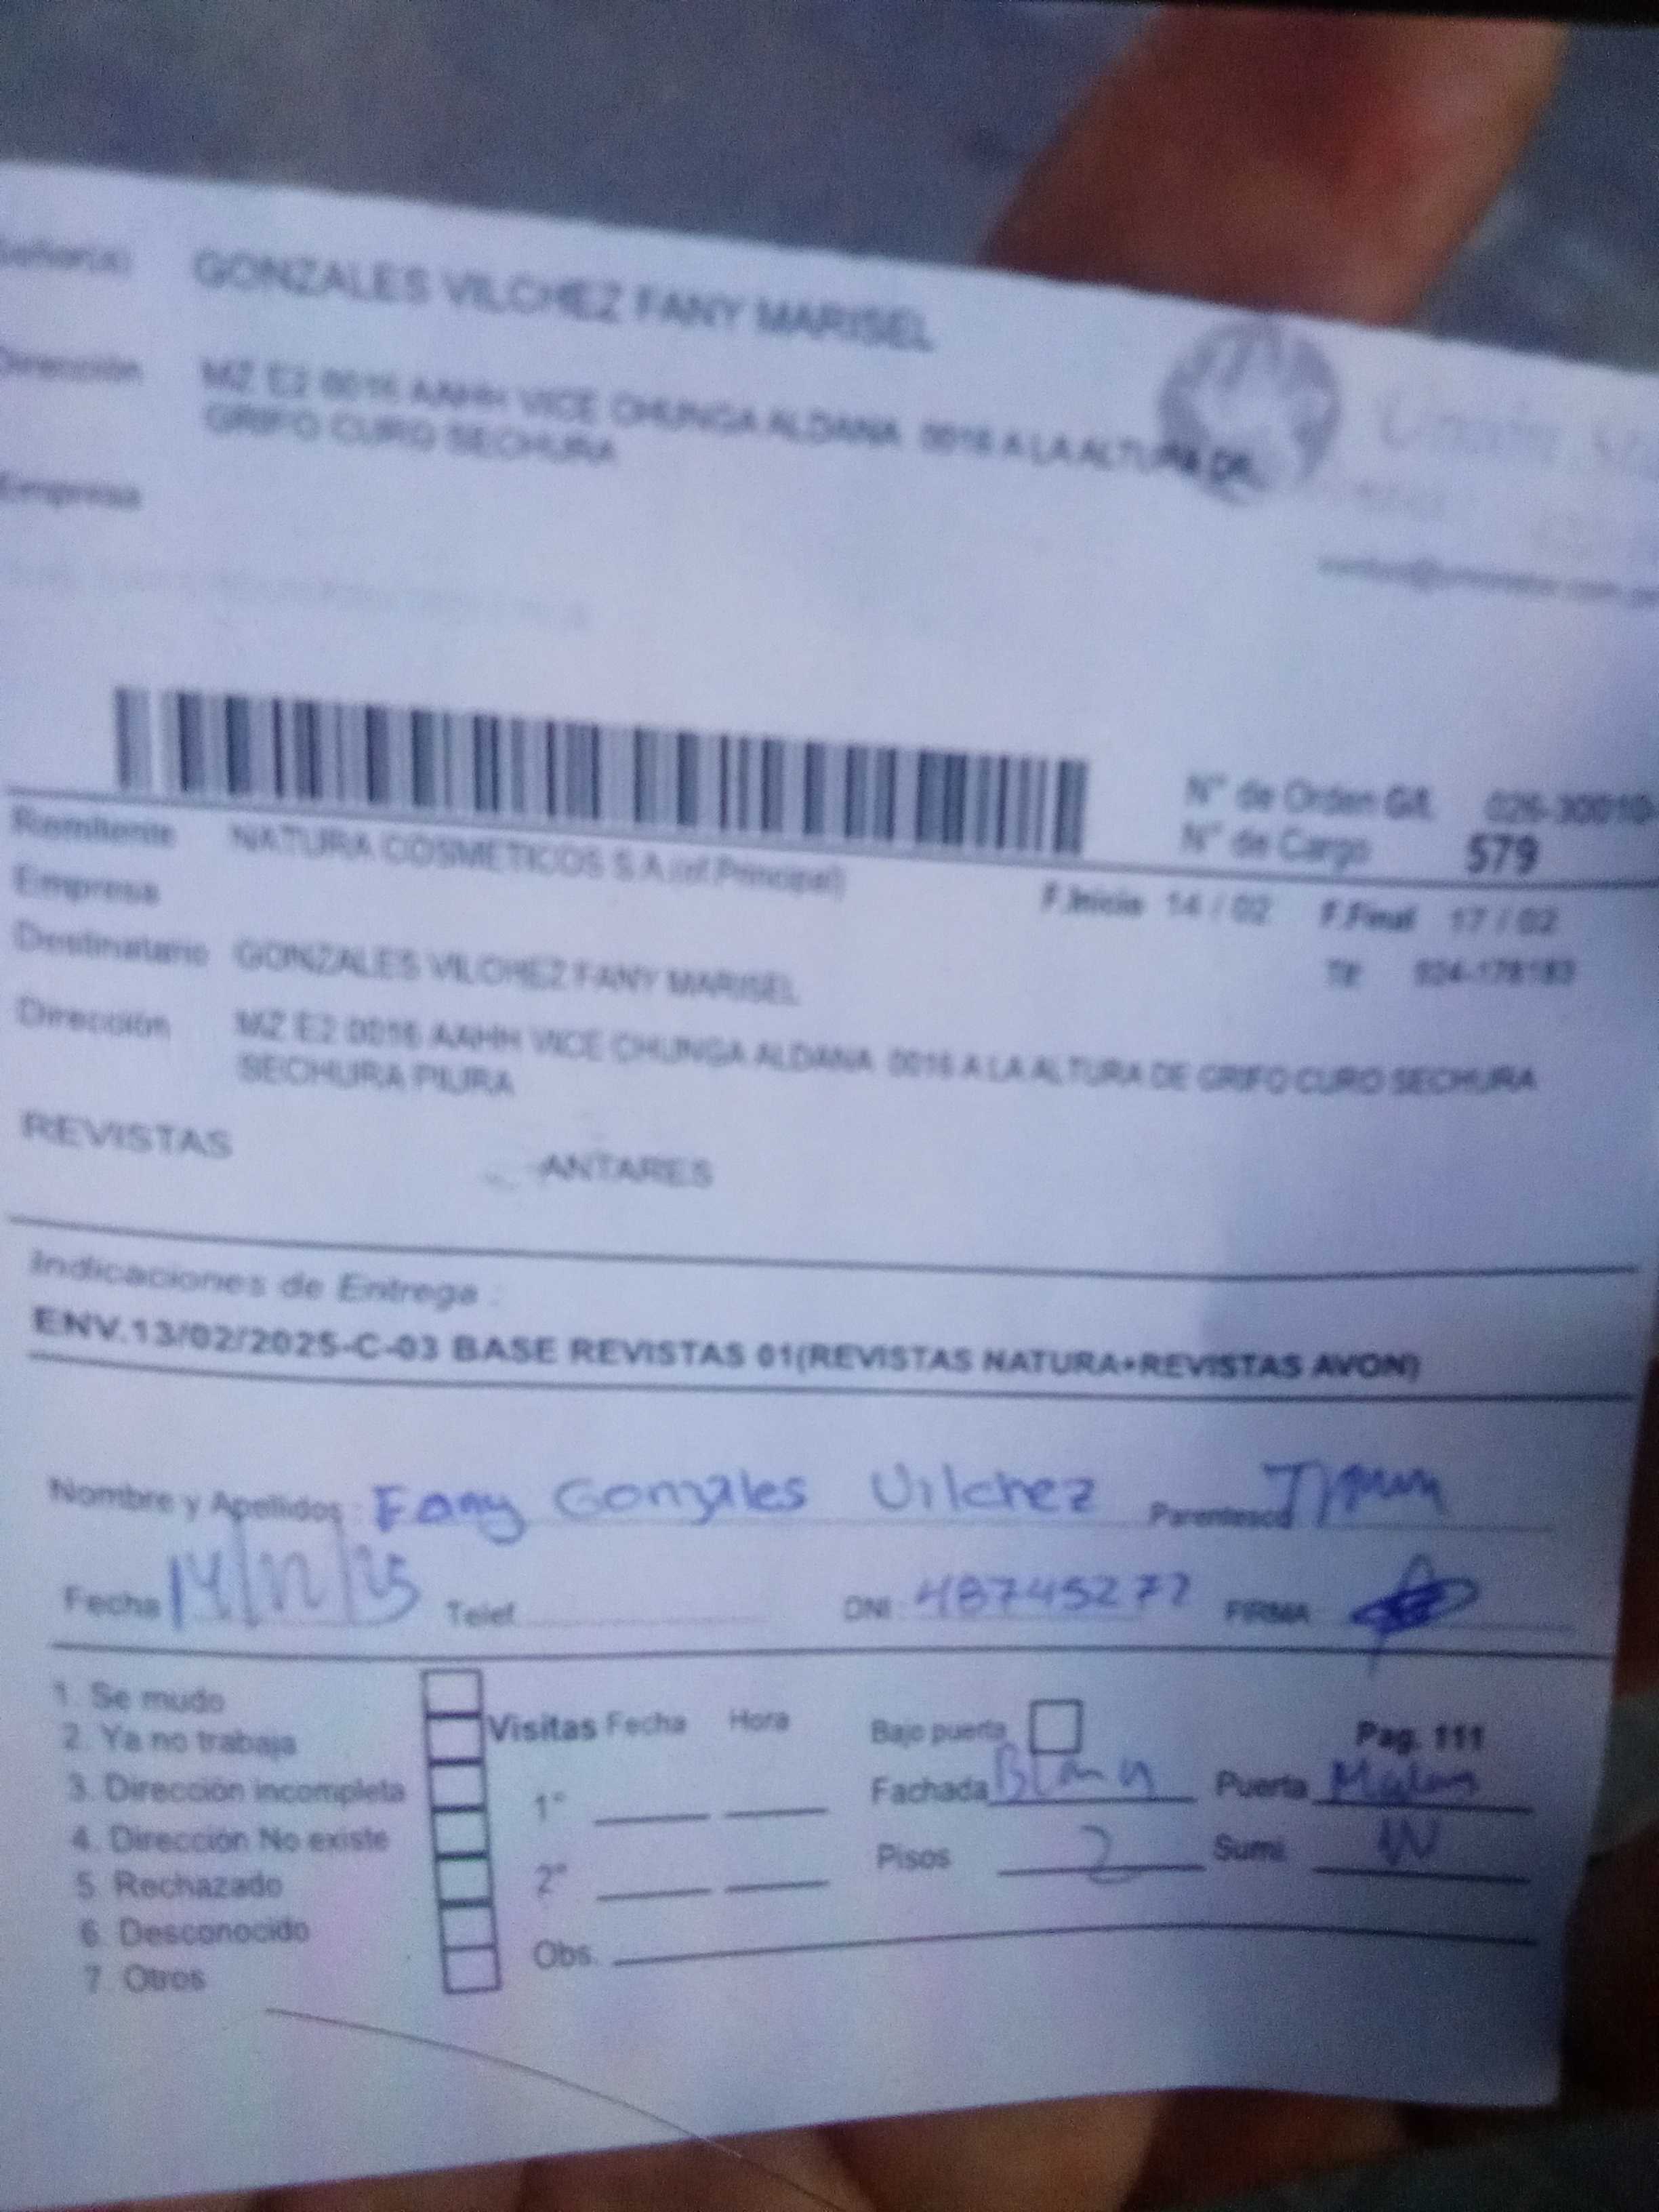 Señor(a) GONZALES VILCHEZ FANY MARISEL
Dirección MZ E2 0016 AAHH VICE CHUNGA ALDANA 0016 A LA ALTURA DE
GRIFO CURO SECHURA
Empresa
N° de Orden G/L 026-30010-
N° de Cargo 579
Remitente NATURA COSMETICOS S A (of.Principal)
F.Inicio 14 / 02 F.Final 17 / 02
Empresa
Destinatario GONZALES VILCHEZ FANY MARISEL
Dirección MZ E2 0016 AAHH VICE CHUNGA ALDANA 0016 A LA ALTURA DE GRIFO CURO SECHURA
SECHURA PIURA
REVISTAS ANTARES
Indicaciones de Entrega :
ENV.13/02/2025-C-03 BASE REVISTAS 01(REVISTAS NATURA+REVISTAS AVON)
Nombre y Apellidos: Fany Gonzales Vilchez Parentesco
Fecha Telef. DNI: 48745277 FIRMA
1. Se mudo
2. Ya no trabaja
3. Dirección incompleta
4. Dirección No existe
5. Rechazado
6. Desconocido
7. Otros
Visitas Fecha Hora
1°
2°
Obs.
Bajo puerta Pag. 111
Fachada Puerta
Pisos 2 Sumi.